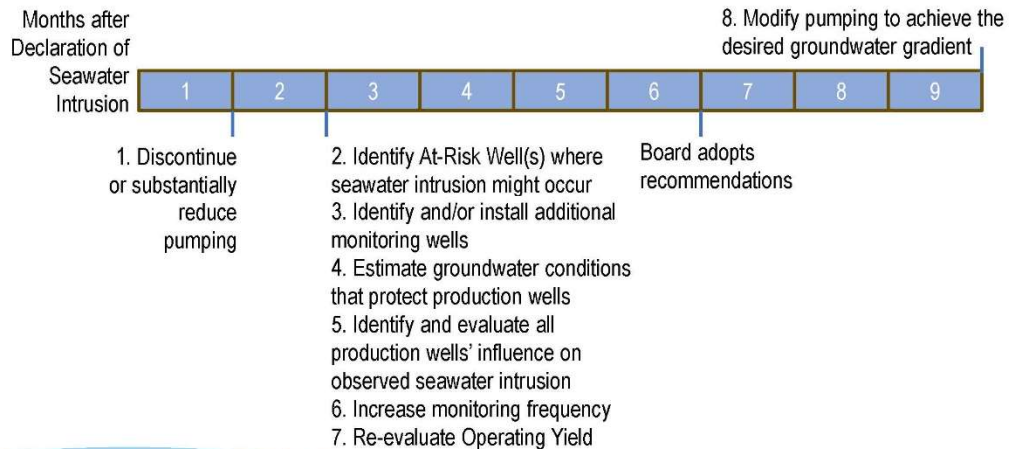 Months after
Declaration of
Seawater
Intrusion
8. Modify pumping to achieve the
desired groundwater gradient
1 2 3 4 5 6 7 8 9
1. Discontinue
or substantially
reduce
pumping
2. Identify At-Risk Well(s) where
seawater intrusion might occur
3. Identify and/or install additional
monitoring wells
4. Estimate groundwater conditions
that protect production wells
5. Identify and evaluate all
production wells’ influence on
observed seawater intrusion
6. Increase monitoring frequency
7. Re-evaluate Operating Yield
Board adopts
recommendations